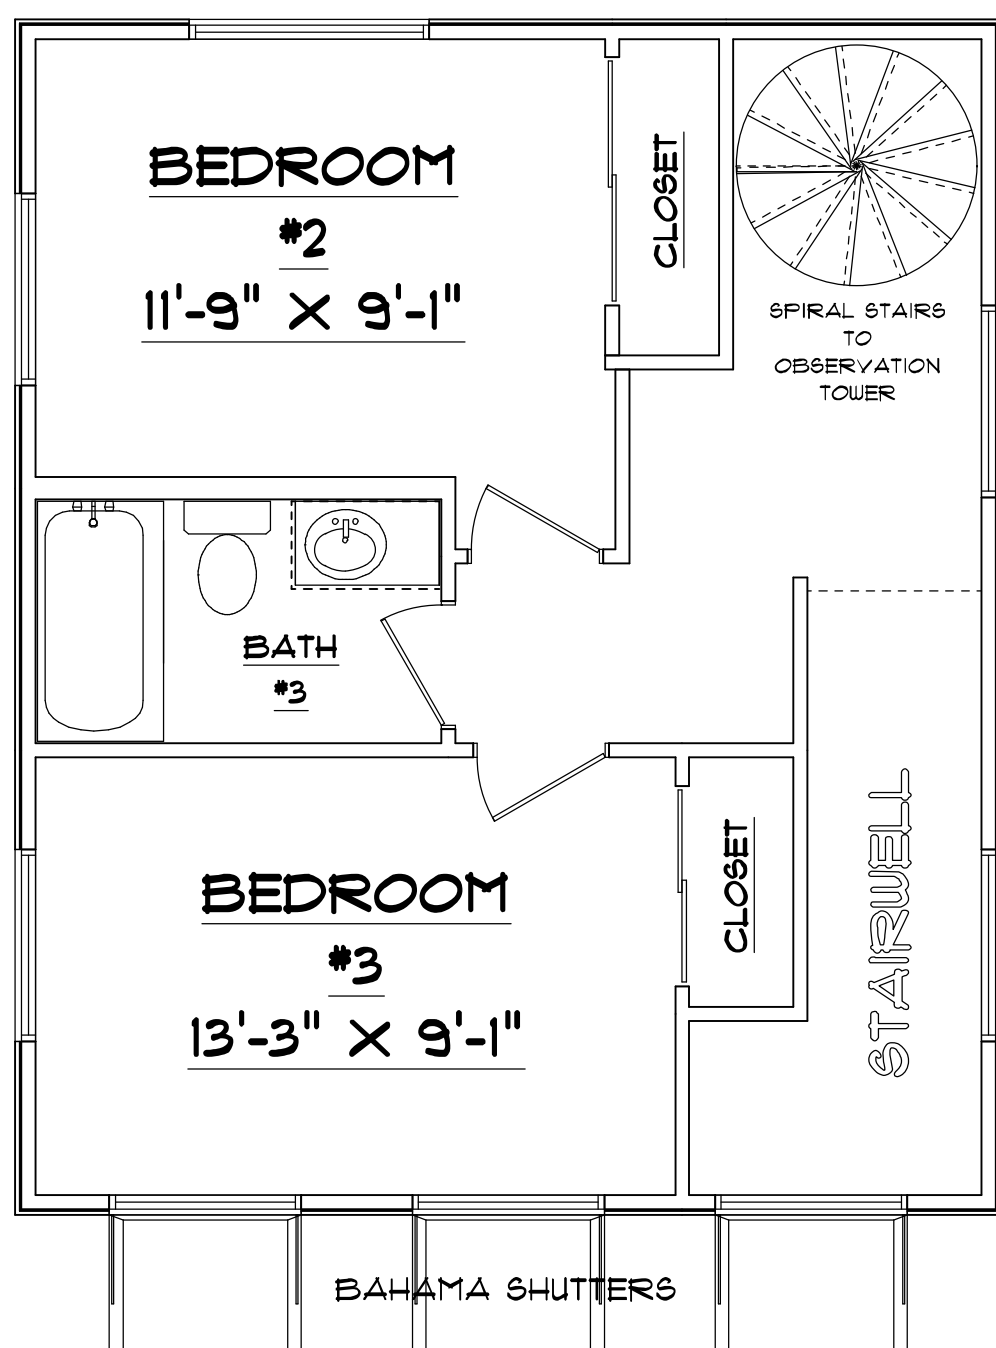 BEDROOM
#2
11'-9" X 9'-1"
CLOSET
SPIRAL STAIRS
TO
OBSERVATION
TOWER
BATH
#3
BEDROOM
#3
13'-3" X 9'-1"
CLOSET
STAIRWELL
BAHAMA SHUTTERS